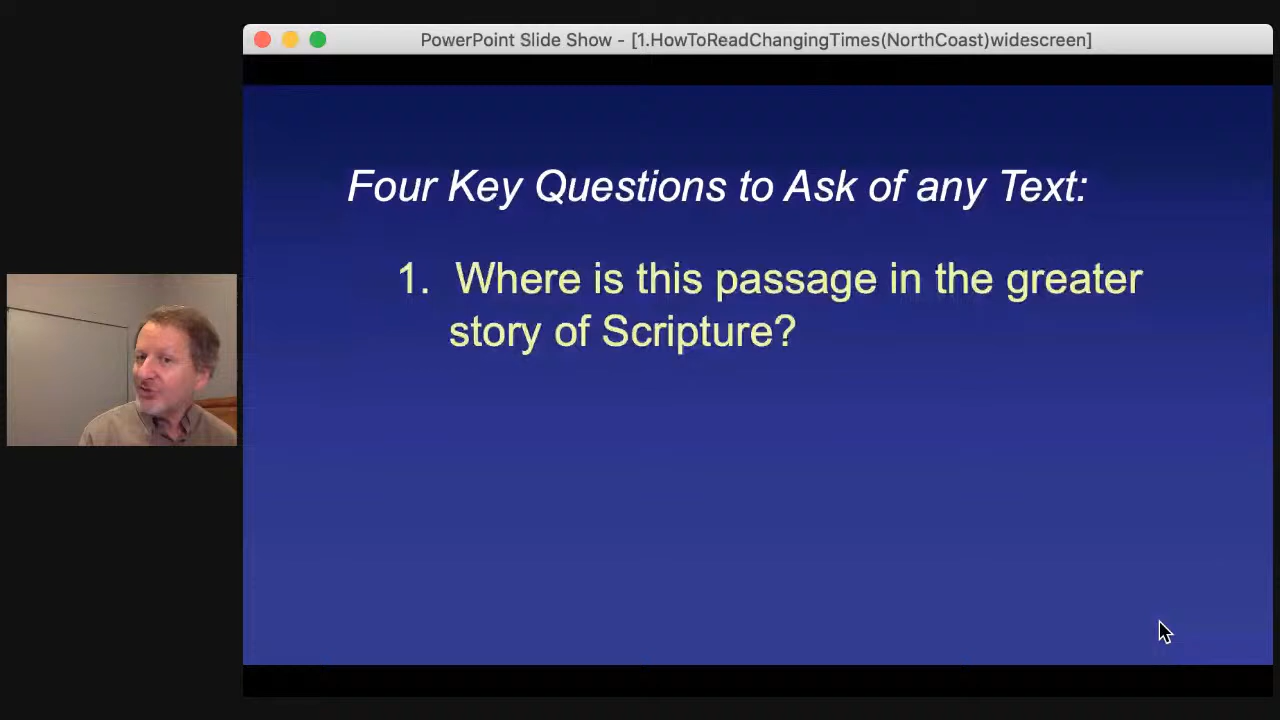 PowerPoint Slide Show - [1.HowToReadChangingTimes(NorthCoast)widescreen]
Four Key Questions to Ask of any Text:
1. Where is this passage in the greater
story of Scripture?